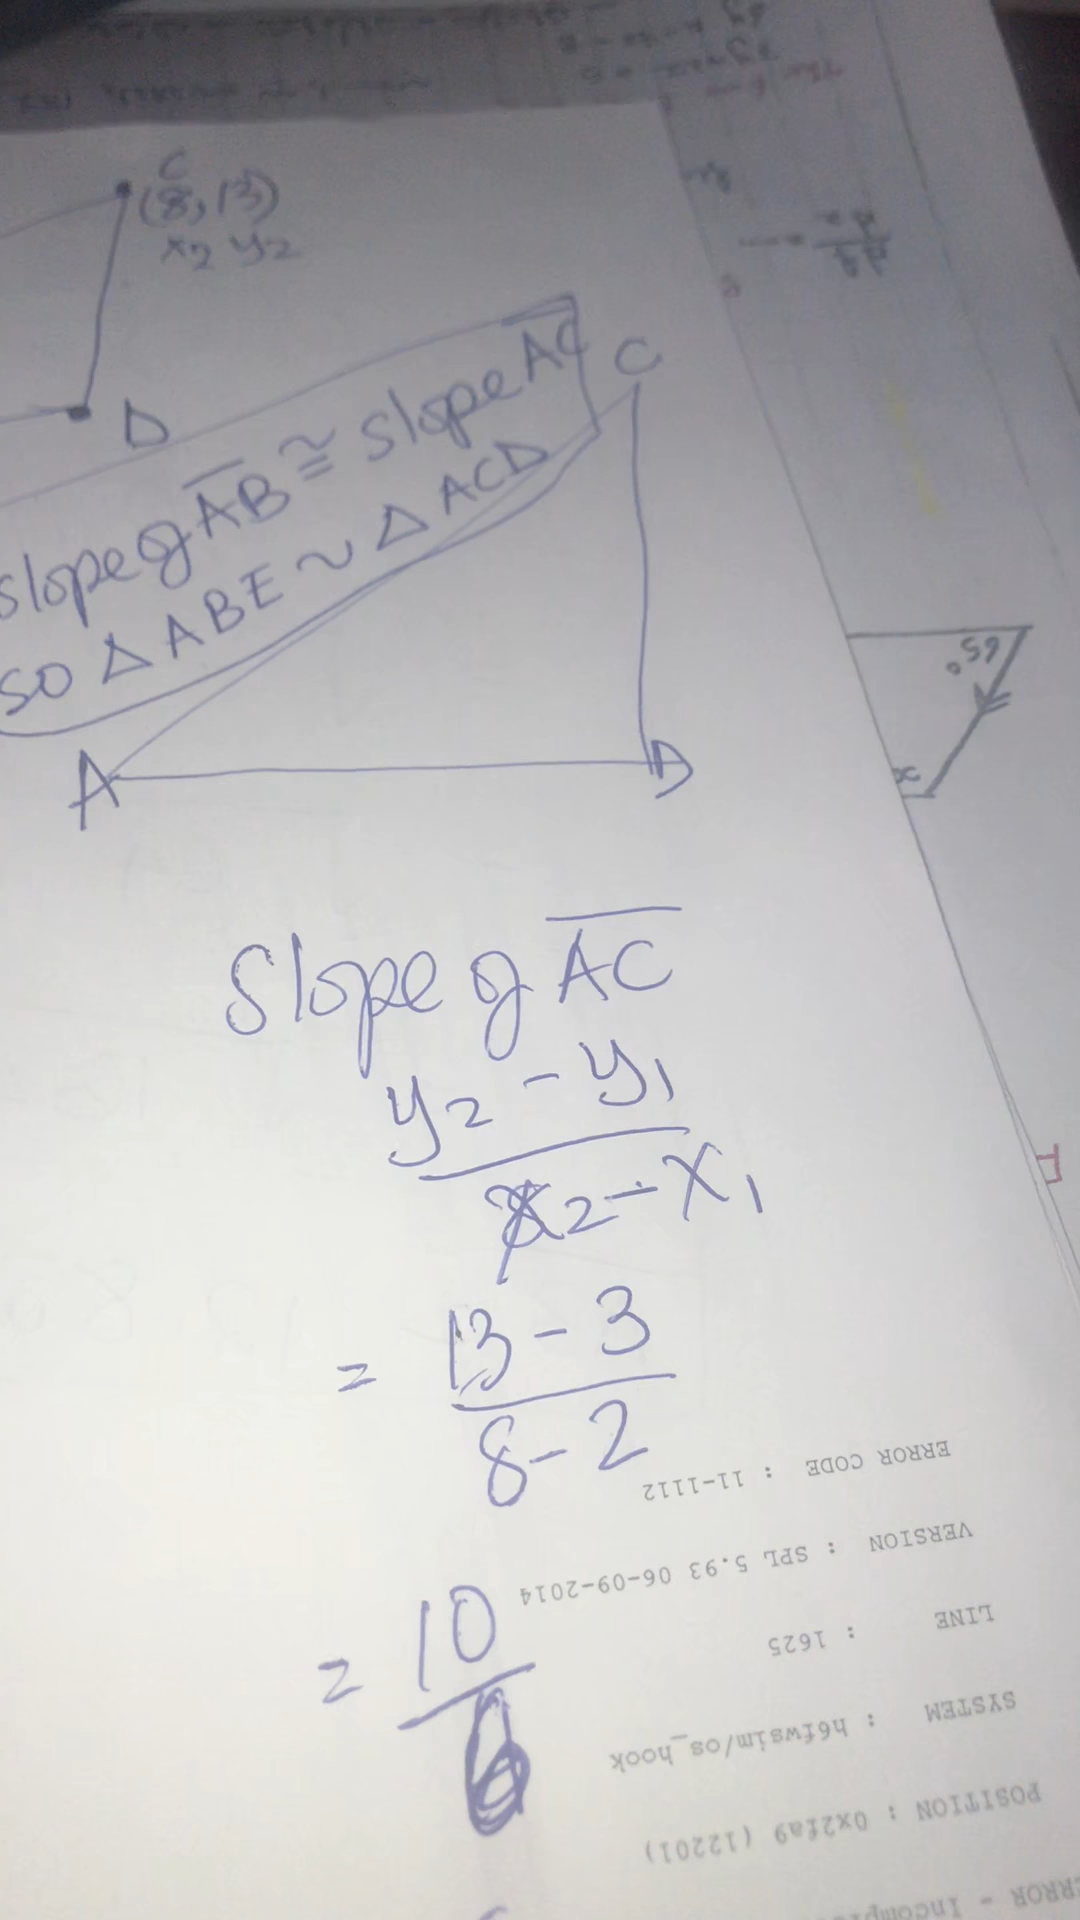 C
(8, 13)
x2 y2
D
Slope of AB ≅ Slope AC
SO △ ABE ~ △ ACD
C
A
D
65°
x
Slope of AC
y2 - y1
x2 - x1
= 13 - 3
8 - 2
= 10
6
ERROR CODE : 11-1112
VERSION : SPL 5.93 06-09-2014
LINE : 1625
SYSTEM : h6fwsim/os_hook
POSITION : 0x2fa9 (12201)